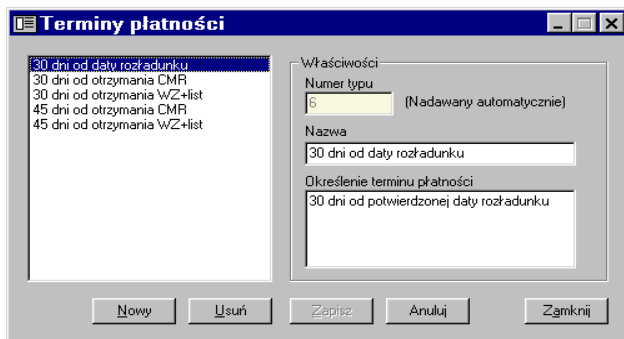 Terminy płatności
30 dni od daty rozładunku
30 dni od otrzymania CMR
30 dni od otrzymania WZ+list
45 dni od otrzymania CMR
45 dni od otrzymania WZ+list
Właściwości
Numer typu
6 (Nadawany automatycznie)
Nazwa
30 dni od daty rozładunku
Określenie terminu płatności
30 dni od potwierdzonej daty rozładunku
Nowy Usuń Zapisz Anuluj Zamknij